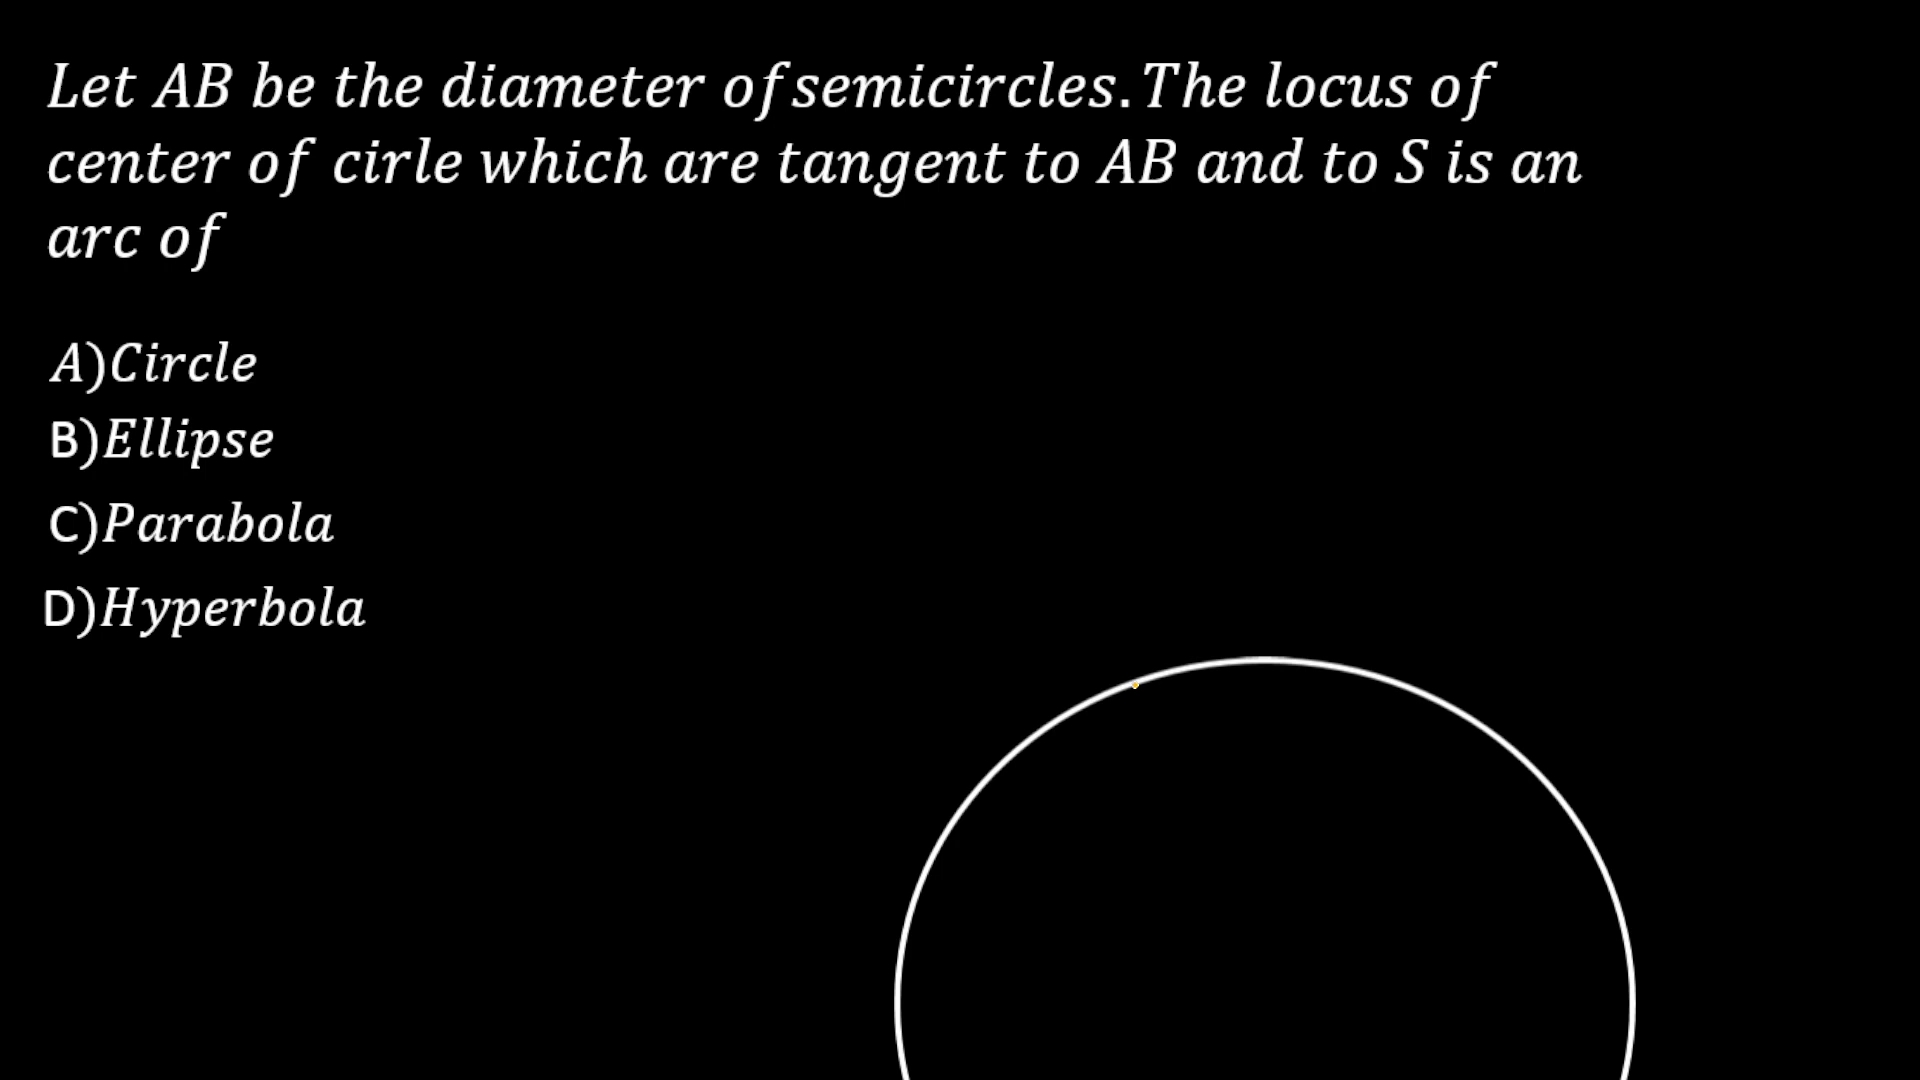 Let AB be the diameter of semicircles.The locus of
center of cirle which are tangent to AB and to S is an
arc of
A)Circle
B)Ellipse
C)Parabola
D)Hyperbola